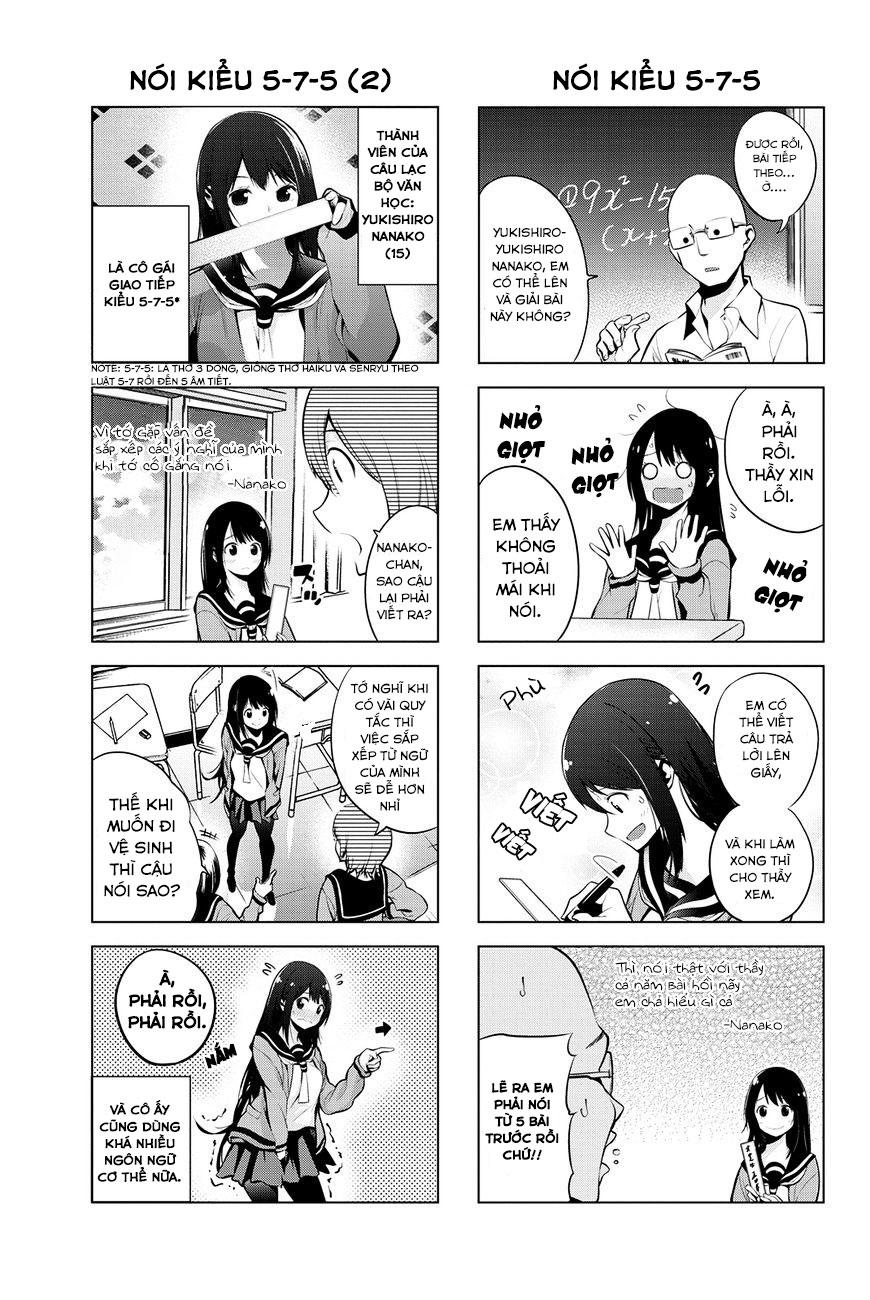 NÓI KIỂU 5-7-5
ĐƯỢC RỒI,
BÀI TIẾP
THEO...
Ờ....
①9x² - 15
(x+
YUKISHIRO-
YUKISHIRO
NANAKO, EM
CÓ THỂ LÊN
VÀ GIẢI BÀI
NÀY KHÔNG?
À, À,
PHẢI
RỒI.
THẦY XIN
LỖI.
NHỎ
GIỌT
NHỎ
GIỌT
NHỎ
GIỌT
EM THẤY
KHÔNG
THOẢI
MÁI KHI
NÓI.
EM CÓ
THỂ VIẾT
CÂU TRẢ
LỜI LÊN
GIẤY,
Phù
VIẾT
VIẾT
VÀ KHI LÀM
XONG THÌ
CHO THẦY
XEM.
Thì nói thật với thầy
cả năm bài hồi nãy
em chả hiểu gì cả
-Nanako
LẼ RA EM
PHẢI NÓI
TỪ 5 BÀI
TRƯỚC RỒI
CHỨ!!
NÓI KIỂU 5-7-5 (2)
THÀNH
VIÊN CỦA
CÂU LẠC
BỘ VĂN
HỌC:
YUKISHIRO
NANAKO
(15)
LÀ CÔ GÁI
GIAO TIẾP
KIỂU 5-7-5*
NOTE: 5-7-5: LÀ THƠ 3 DÒNG, GIỐNG THƠ HAIKU VÀ SENRYU THEO
LUẬT 5-7 RỒI ĐẾN 5 ÂM TIẾT.
Vì tớ gặp vấn đề
sắp xếp các ý nghĩ của mình
khi tớ cố gắng nói.
-Nanako
NANAKO-
CHAN,
SAO CẬU
LẠI PHẢI
VIẾT RA?
TỚ NGHĨ KHI
CÓ VÀI QUY
TẮC THÌ
VIỆC SẮP
XẾP TỪ NGỮ
CỦA MÌNH
SẼ DỄ HƠN
NHỈ
THẾ KHI
MUỐN ĐI
VỆ SINH
THÌ CẬU
NÓI SAO?
À,
PHẢI RỒI,
PHẢI RỒI.
NẮM
VÀ CÔ ẤY
CŨNG DÙNG
KHÁ NHIỀU
NGÔN NGỮ
CƠ THỂ NỮA.